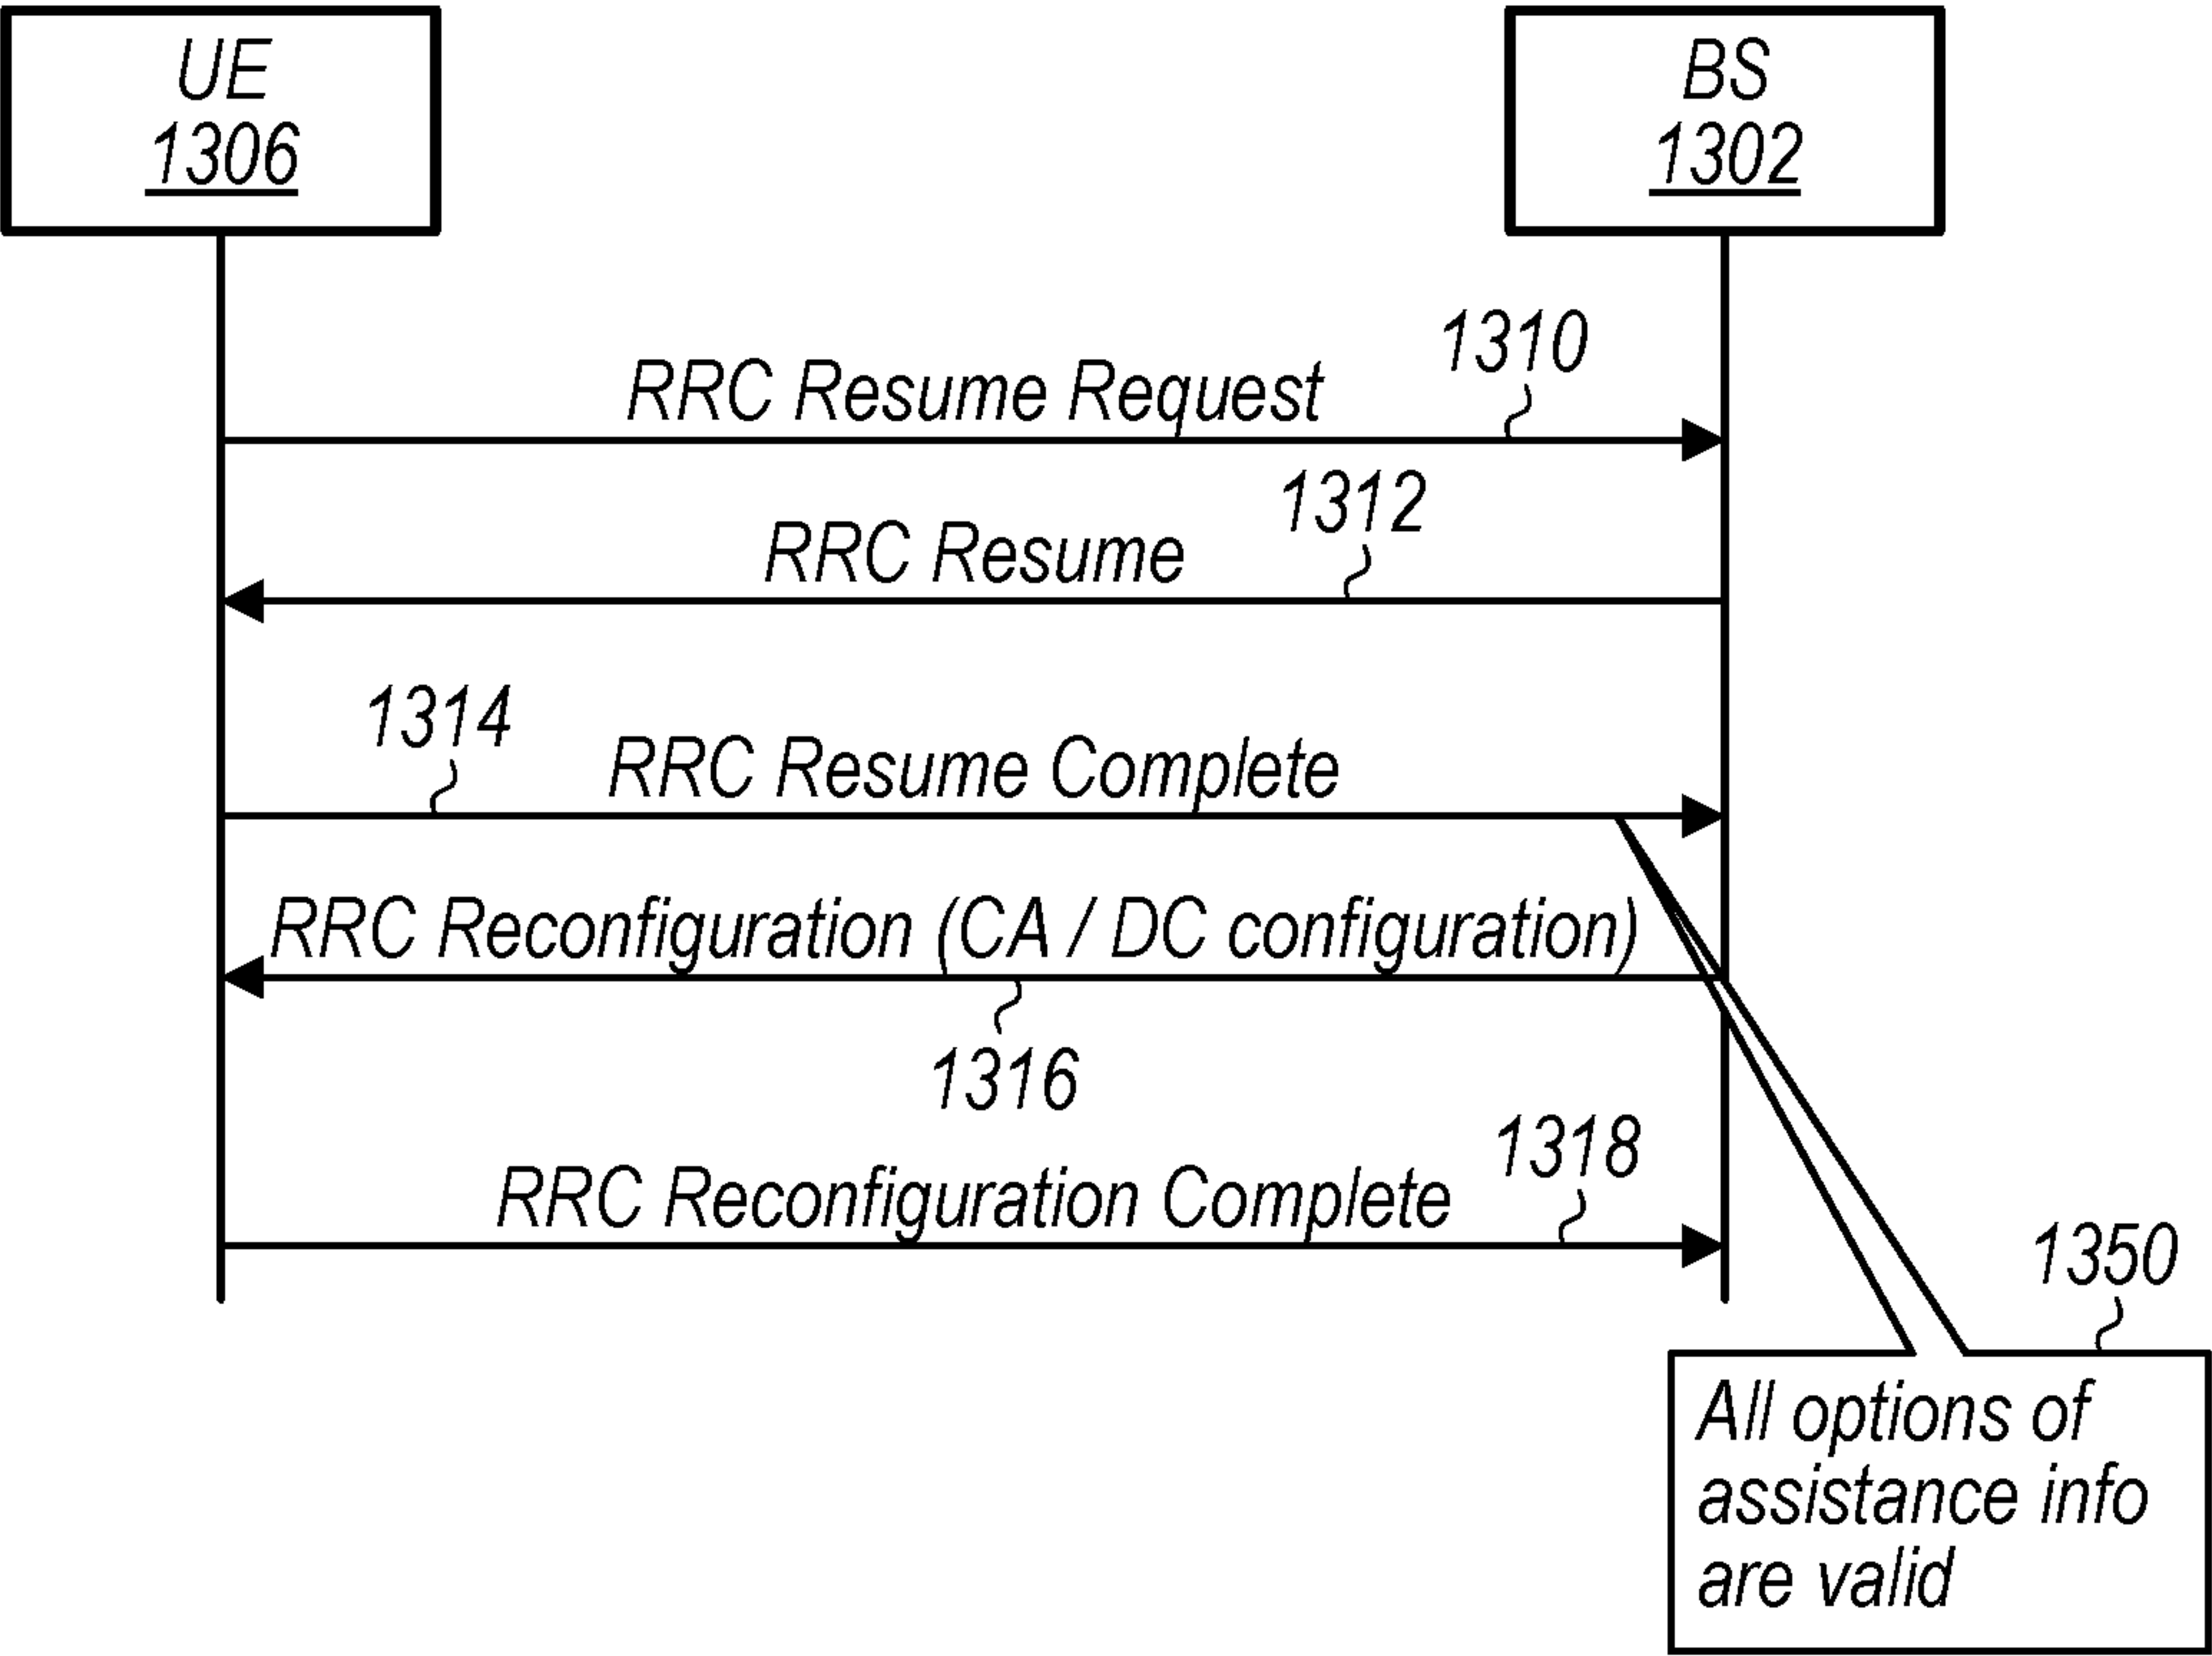 UE
1306
BS
1302
1310
RRC Resume Request
1312
RRC Resume
1314
RRC Resume Complete
RRC Reconfiguration (CA / DC configuration)
1316
1318
RRC Reconfiguration Complete
1350
All options of
assistance info
are valid